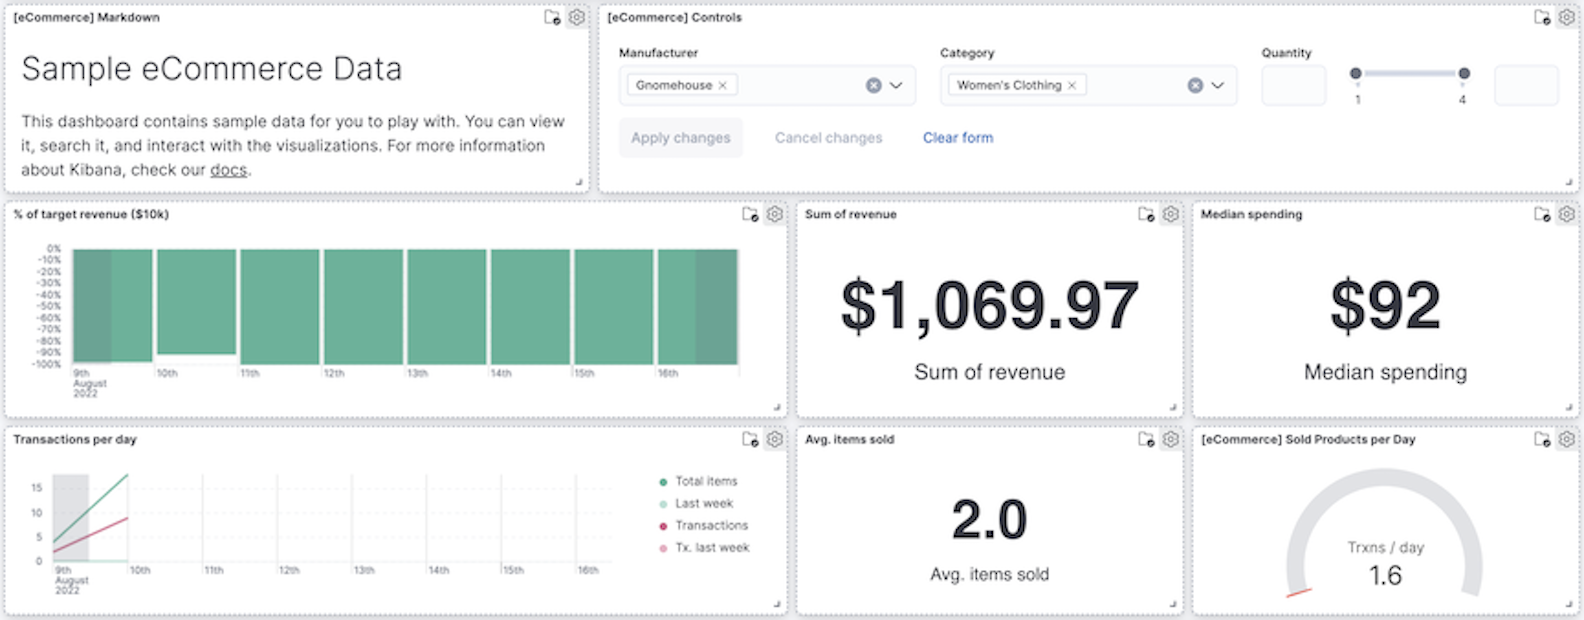 [eCommerce] Markdown
Sample eCommerce Data
This dashboard contains sample data for you to play with. You can view
it, search it, and interact with the visualizations. For more information
about Kibana, check our docs.
[eCommerce] Controls
Manufacturer
Gnomehouse
Category
Women's Clothing
Quantity
1
4
Apply changes
Cancel changes
Clear form
% of target revenue ($10k)
0%
-10%
-20%
-30%
-40%
-50%
-60%
-70%
-80%
-90%
-100%
9th
August
2022
10th
11th
12th
13th
14th
15th
16th
Sum of revenue
$1,069.97
Sum of revenue
Median spending
$92
Median spending
Transactions per day
15
10
5
0
9th
August
2022
10th
11th
12th
13th
14th
15th
16th
Total items
Last week
Transactions
Tx. last week
Avg. items sold
2.0
Avg. items sold
[eCommerce] Sold Products per Day
Trxns / day
1.6